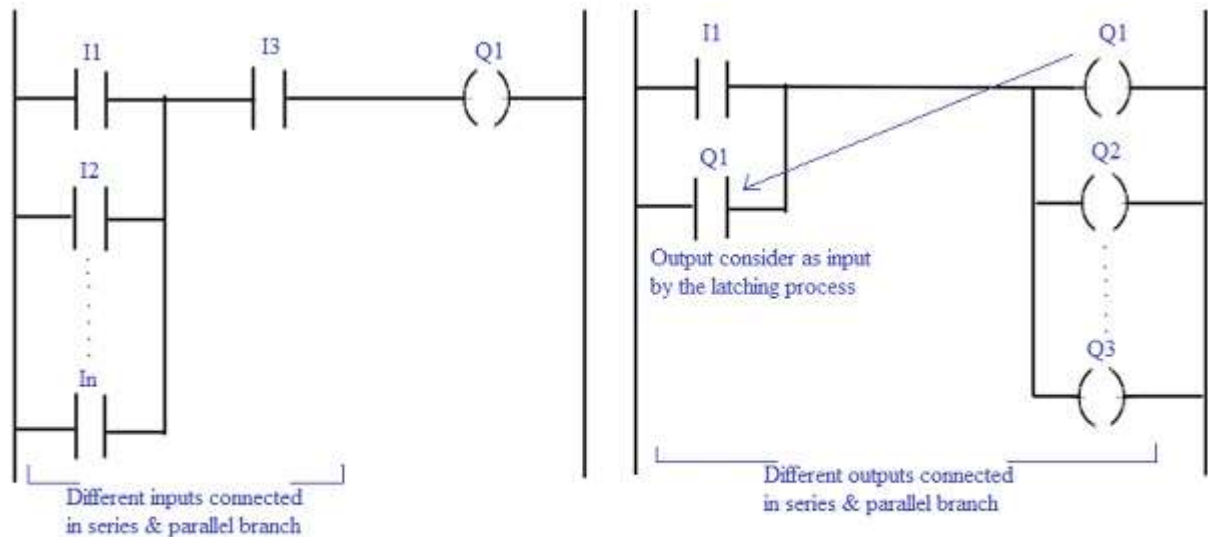 I1
I3
Q1
I2
In
Different inputs connected
in series & parallel branch
I1
Q1
Q1
Q2
Output consider as input
by the latching process
Q3
Different outputs connected
in series & parallel branch